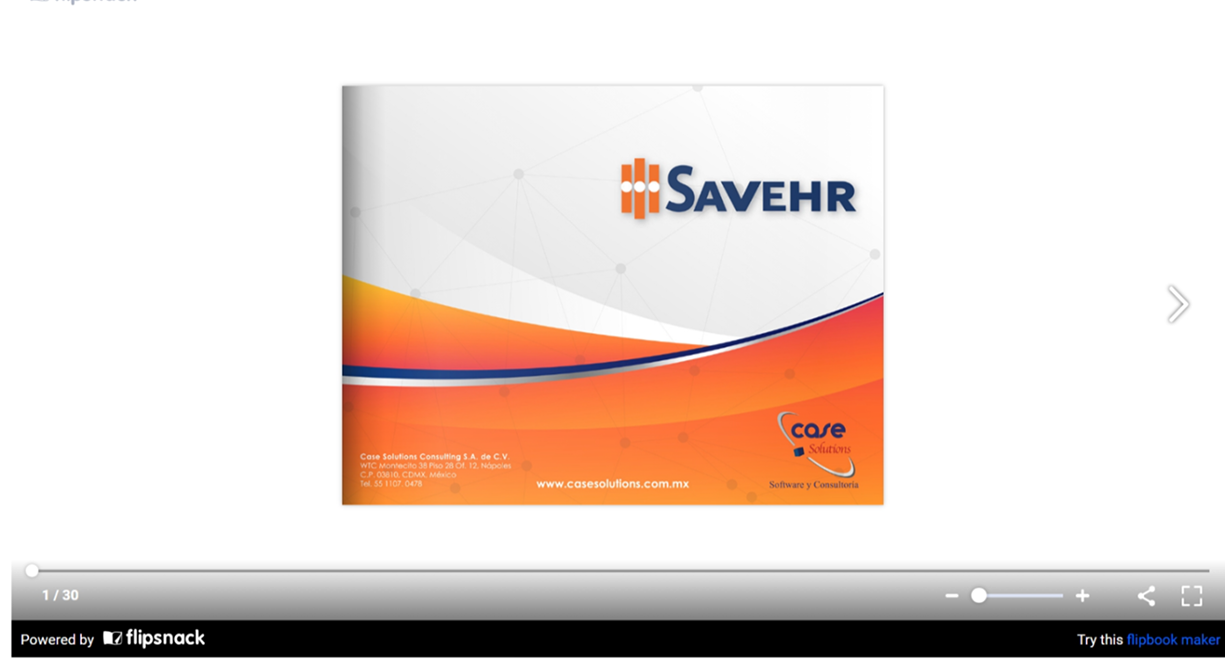 SAVEHR
case
Solutions
Software y Consultoría
Case Solutions Consulting S.A. de C.V.
WTC Montecito 38 Piso 28 Of. 12, Nápoles
C.P. 03810, CDMX, México
Tel. 55 1107. 0478
www.casesolutions.com.mx
1 / 30
Powered by flipsnack
Try this flipbook maker